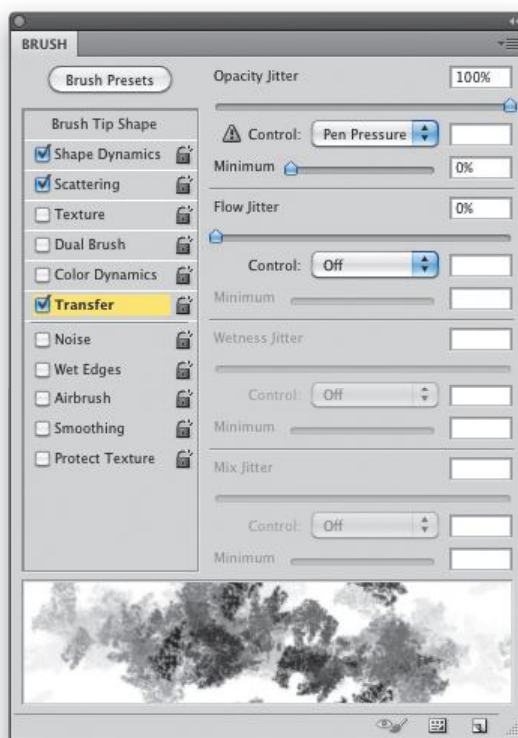 BRUSH
Brush Presets
Brush Tip Shape
Shape Dynamics
Scattering
Texture
Dual Brush
Color Dynamics
Transfer
Noise
Wet Edges
Airbrush
Smoothing
Protect Texture
Opacity Jitter 100%
Control: Pen Pressure
Minimum 0%
Flow Jitter 0%
Control: Off
Minimum
Wetness Jitter
Control: Off
Minimum
Mix Jitter
Control: Off
Minimum